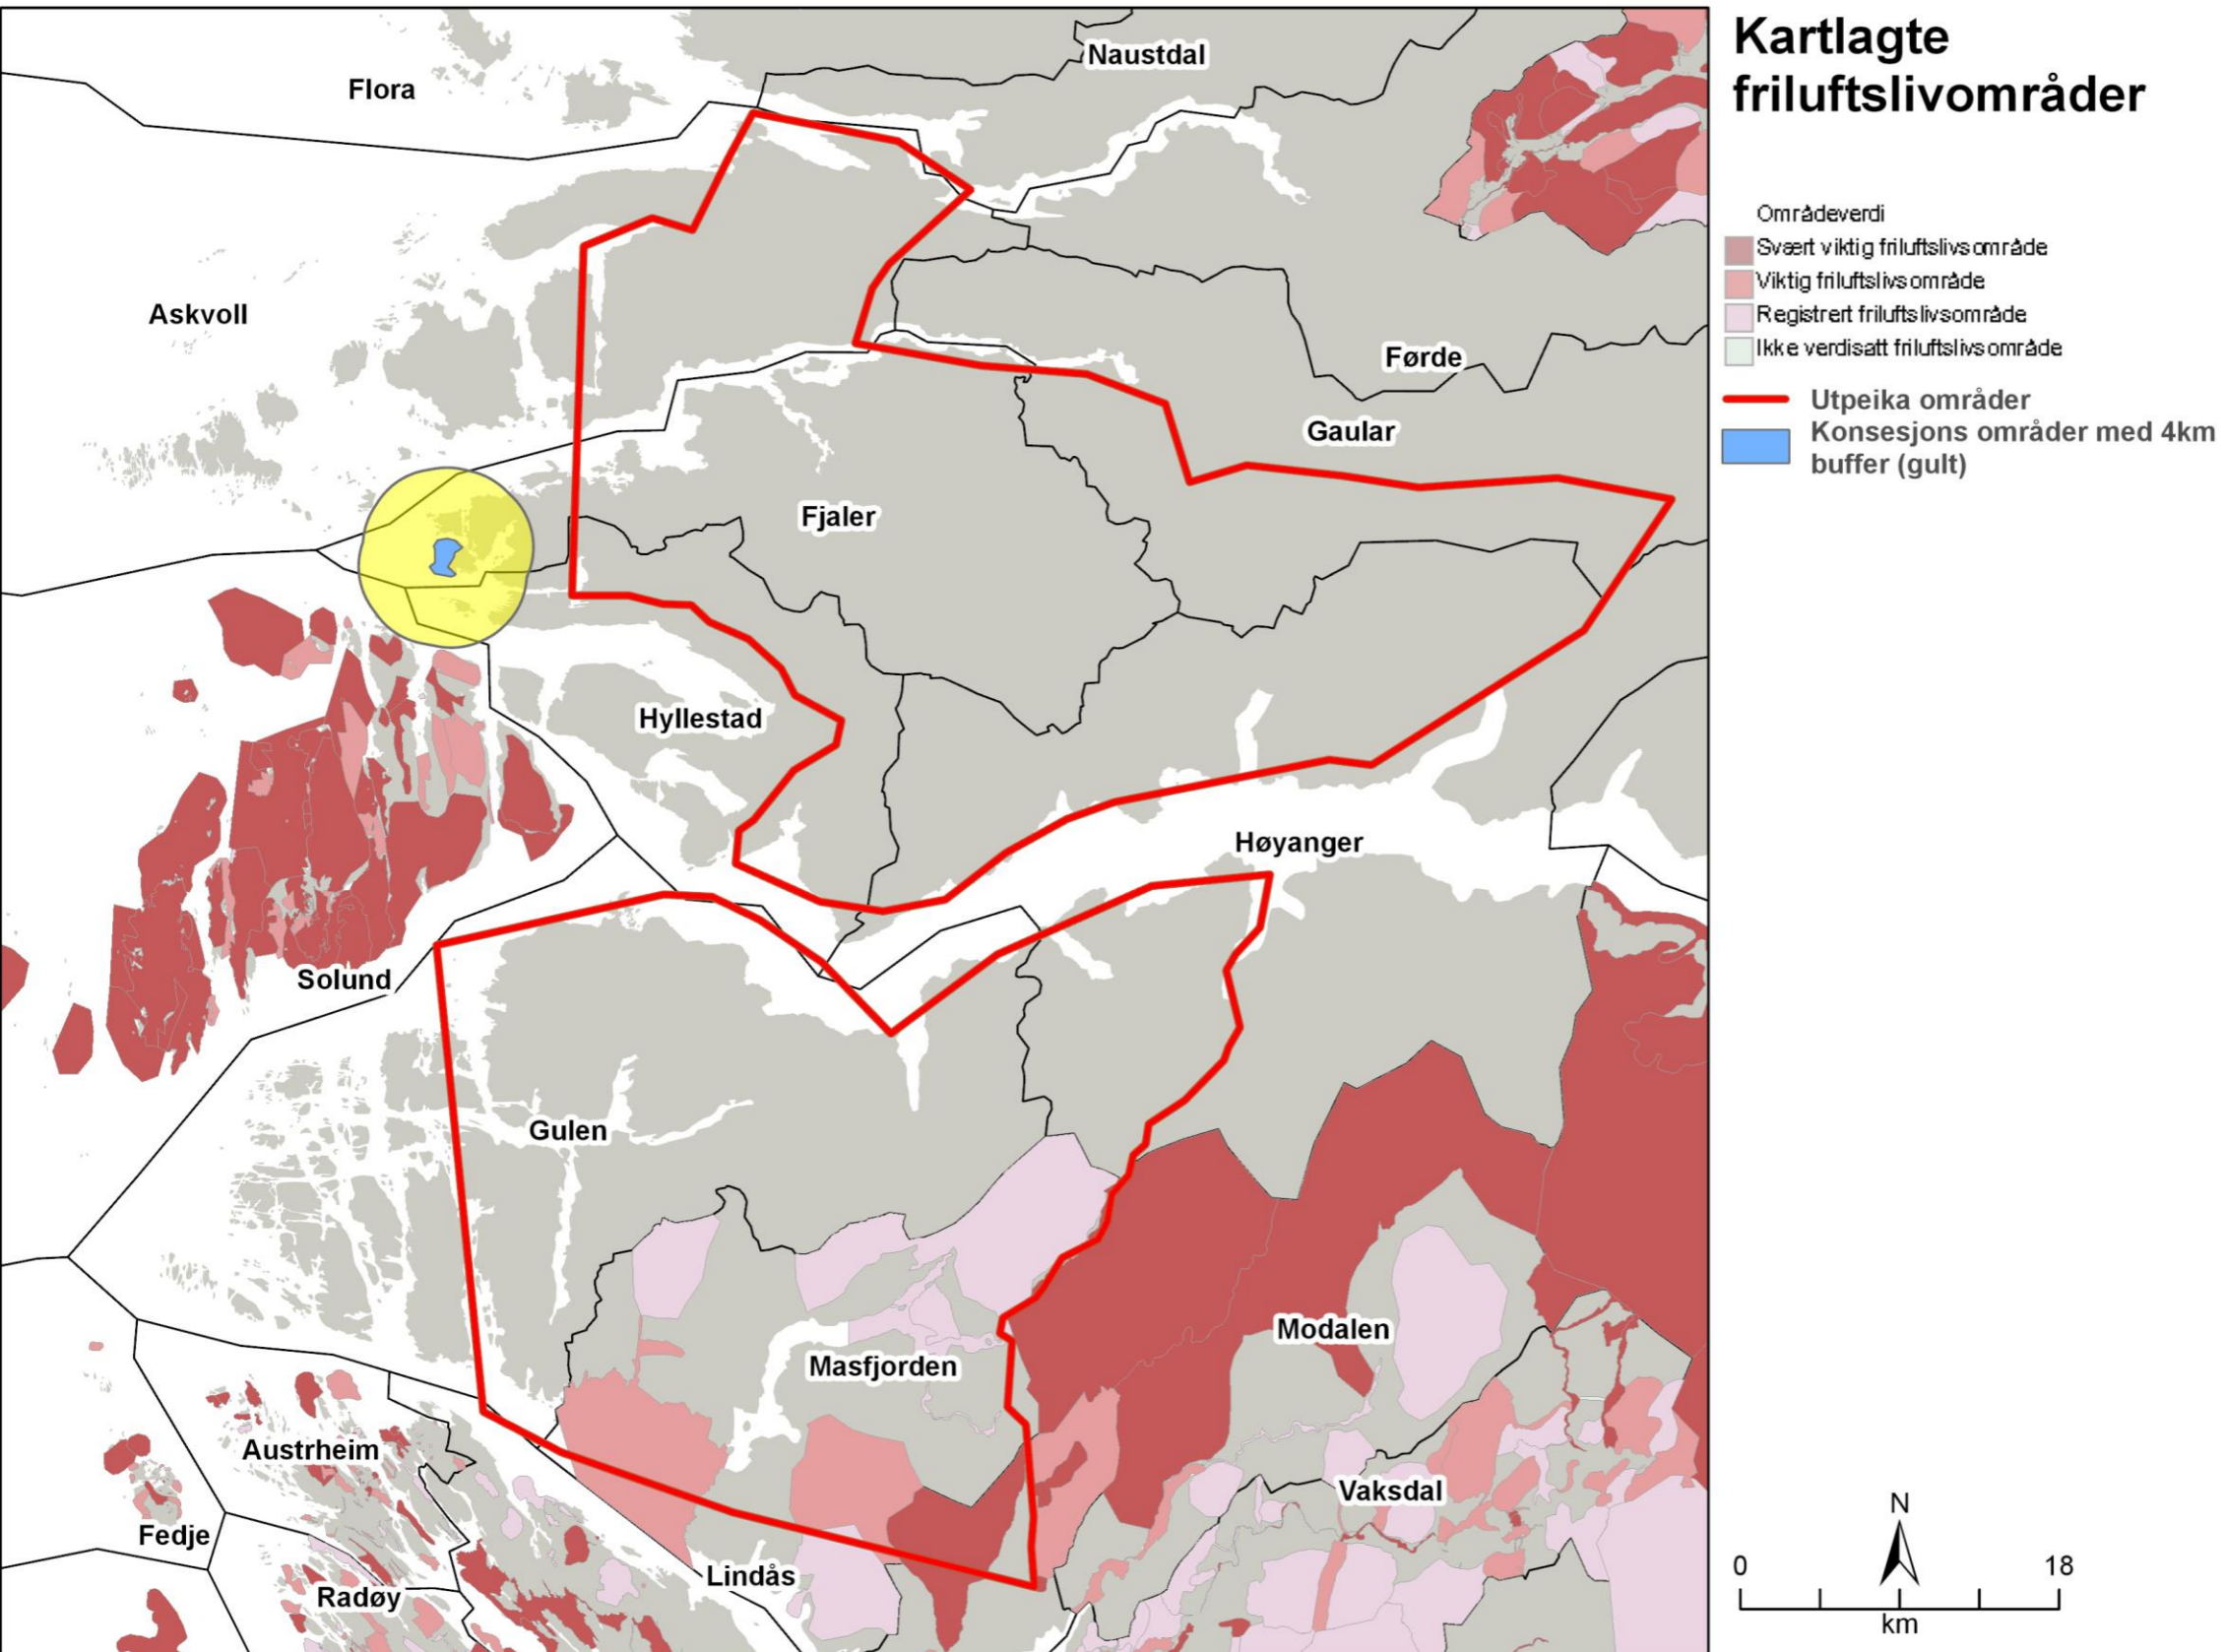 Kartlagte
friluftslivområder
Områdeverdi
Svært viktig friluftslivsområde
Viktig friluftslivsområde
Registrert friluftslivsområde
Ikke verdisatt friluftslivsområde
Utpeika områder
Konsesjons områder med 4km
buffer (gult)
Naustdal
Flora
Askvoll
Førde
Gaular
Fjaler
Hyllestad
Høyanger
Solund
Gulen
Modalen
Masfjorden
Austrheim
Vaksdal
Fedje
Lindås
Radøy
N
0
18
km